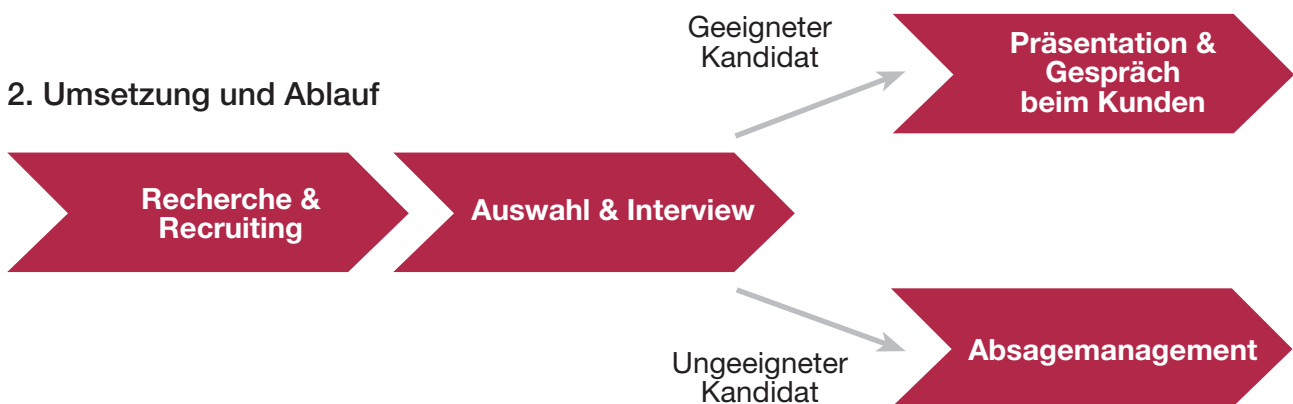 2. Umsetzung und Ablauf
Recherche &
Recruiting
Auswahl & Interview
Geeigneter
Kandidat
Präsentation &
Gespräch
beim Kunden
Ungeeigneter
Kandidat
Absagemanagement